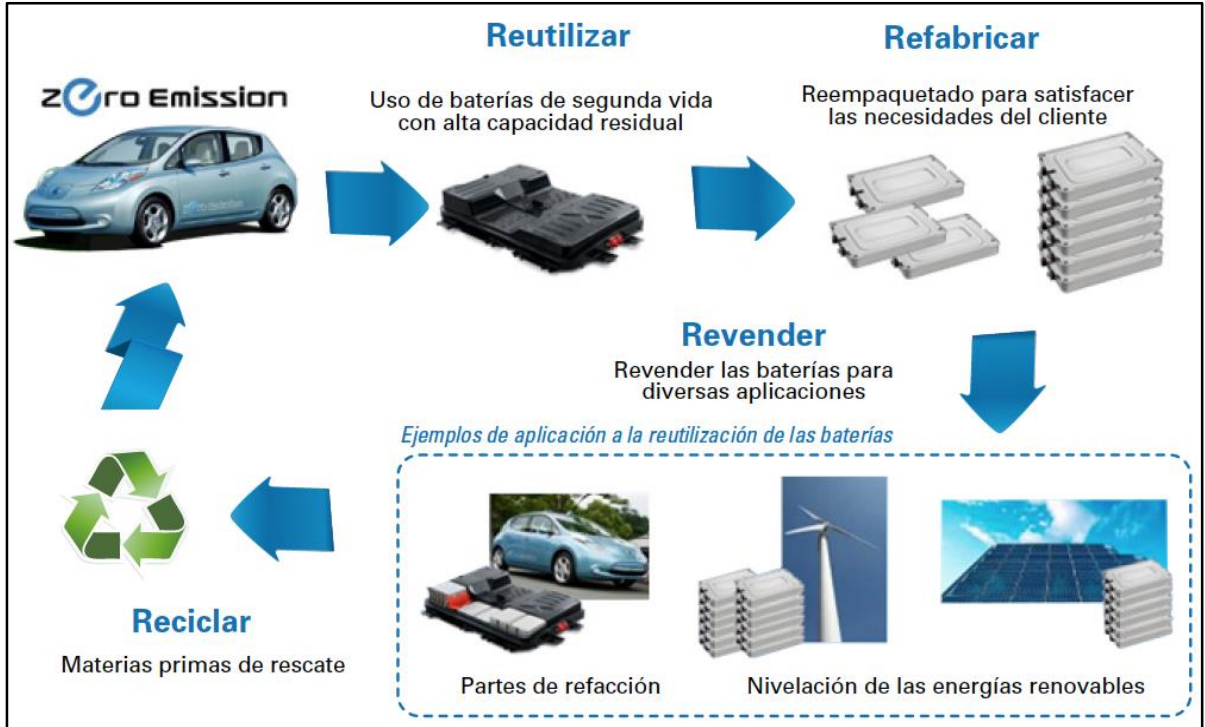 zero Emission
Reutilizar
Uso de baterías de segunda vida
con alta capacidad residual
Refabricar
Reempaquetado para satisfacer
las necesidades del cliente
Revender
Revender las baterías para
diversas aplicaciones
Ejemplos de aplicación a la reutilización de las baterías
Partes de refacción
Nivelación de las energías renovables
Reciclar
Materias primas de rescate